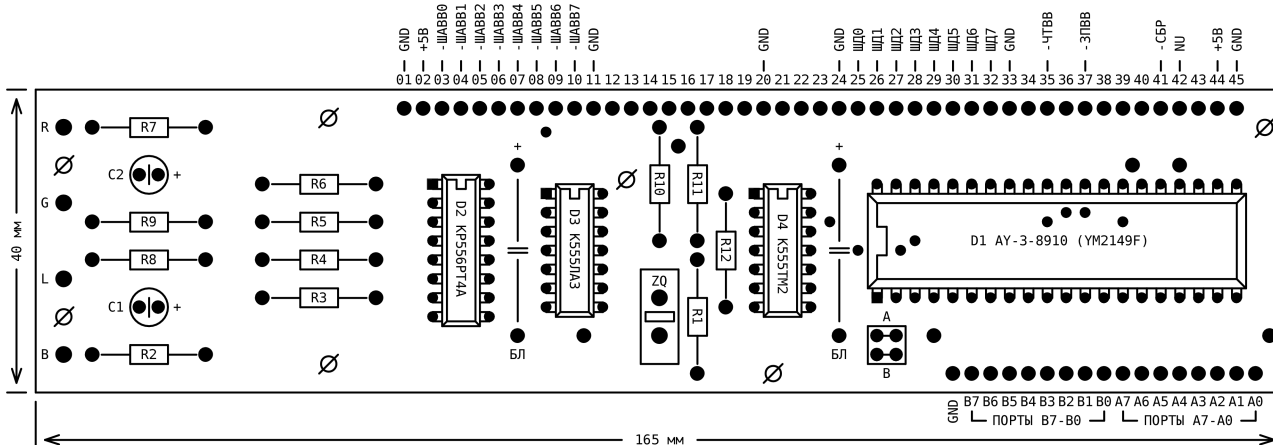 GND +5В -ШАВВ0 -ШАВВ1 -ШАВВ2 -ШАВВ3 -ШАВВ4 -ШАВВ5 -ШАВВ6 -ШАВВ7 GND GND GND ШД0 ШД1 ШД2 ШД3 ШД4 ШД5 ШД6 ШД7 GND -ЧТВВ -ЗПВВ -СБР NU +5В GND
01 02 03 04 05 06 07 08 09 10 11 12 13 14 15 16 17 18 19 20 21 22 23 24 25 26 27 28 29 30 31 32 33 34 35 36 37 38 39 40 41 42 43 44 45
R
R7
+
+
C2
+
R6
R10
R11
G
R9
R5
D2 КР556РТ4А
D3 К555ЛА3
R12
D4 К555ТМ2
D1 AY-3-8910 (YM2149F)
40 мм
R8
R4
L
ZQ
R3
C1
+
R1
A
B
R2
БЛ
БЛ
B
GND B7 B6 B5 B4 B3 B2 B1 B0 A7 A6 A5 A4 A3 A2 A1 A0
ПОРТЫ B7-B0
ПОРТЫ A7-A0
165 мм